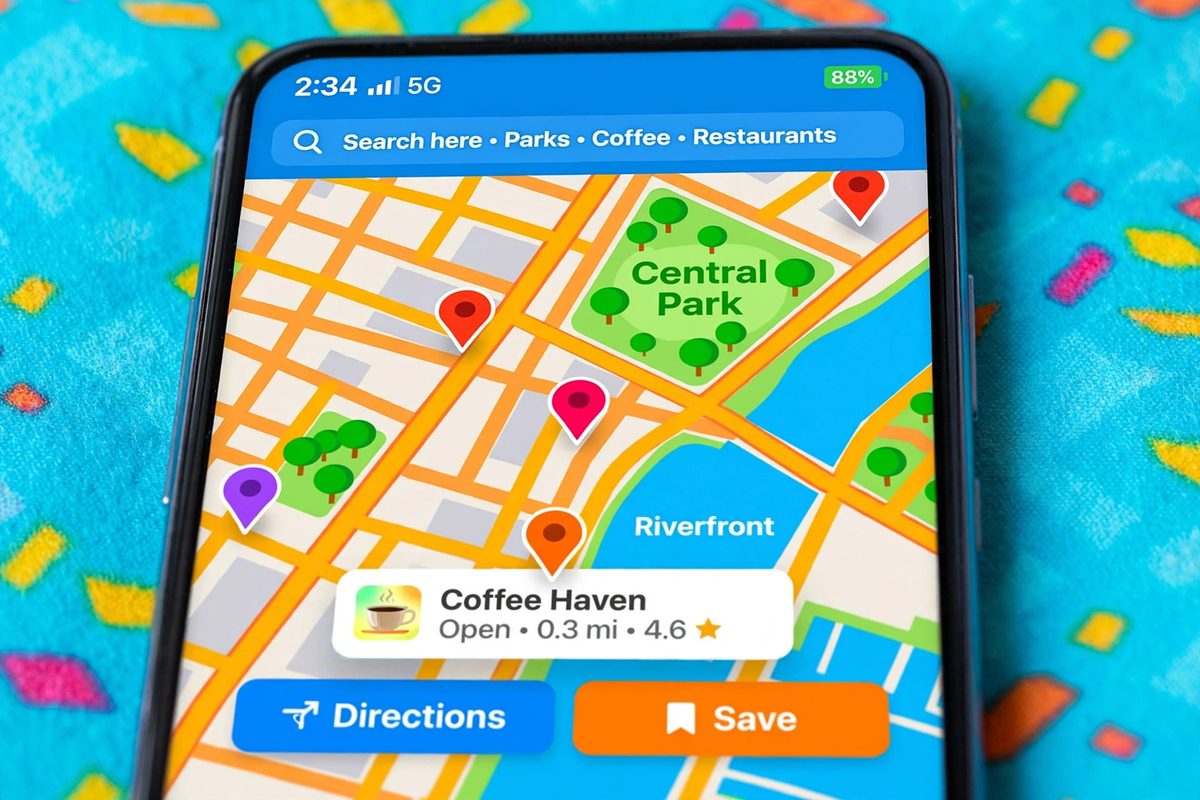 2:34 5G 88%
Search here • Parks • Coffee • Restaurants
Central
Park
Riverfront
Coffee Haven
Open • 0.3 mi • 4.6 ★
Directions
Save